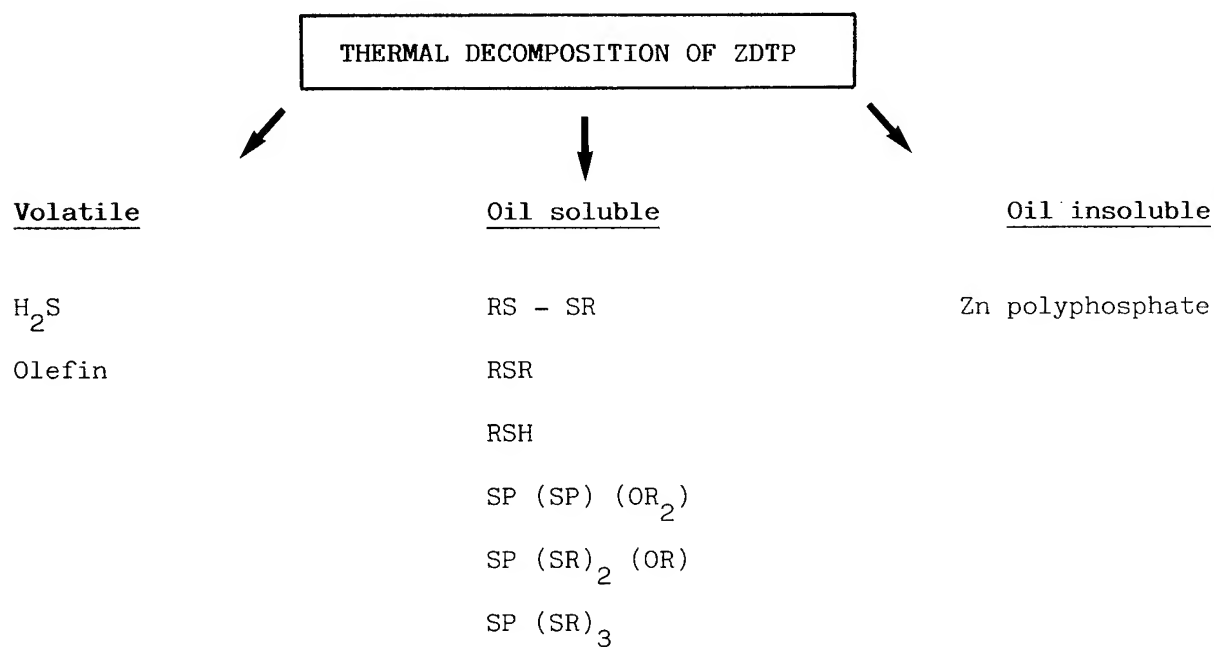 THERMAL DECOMPOSITION OF ZDTP
Volatile
H₂S
Olefin
Oil soluble
RS – SR
RSR
RSH
SP (SP) (OR₂)
SP (SR)₂ (OR)
SP (SR)₃
Oil insoluble
Zn polyphosphate